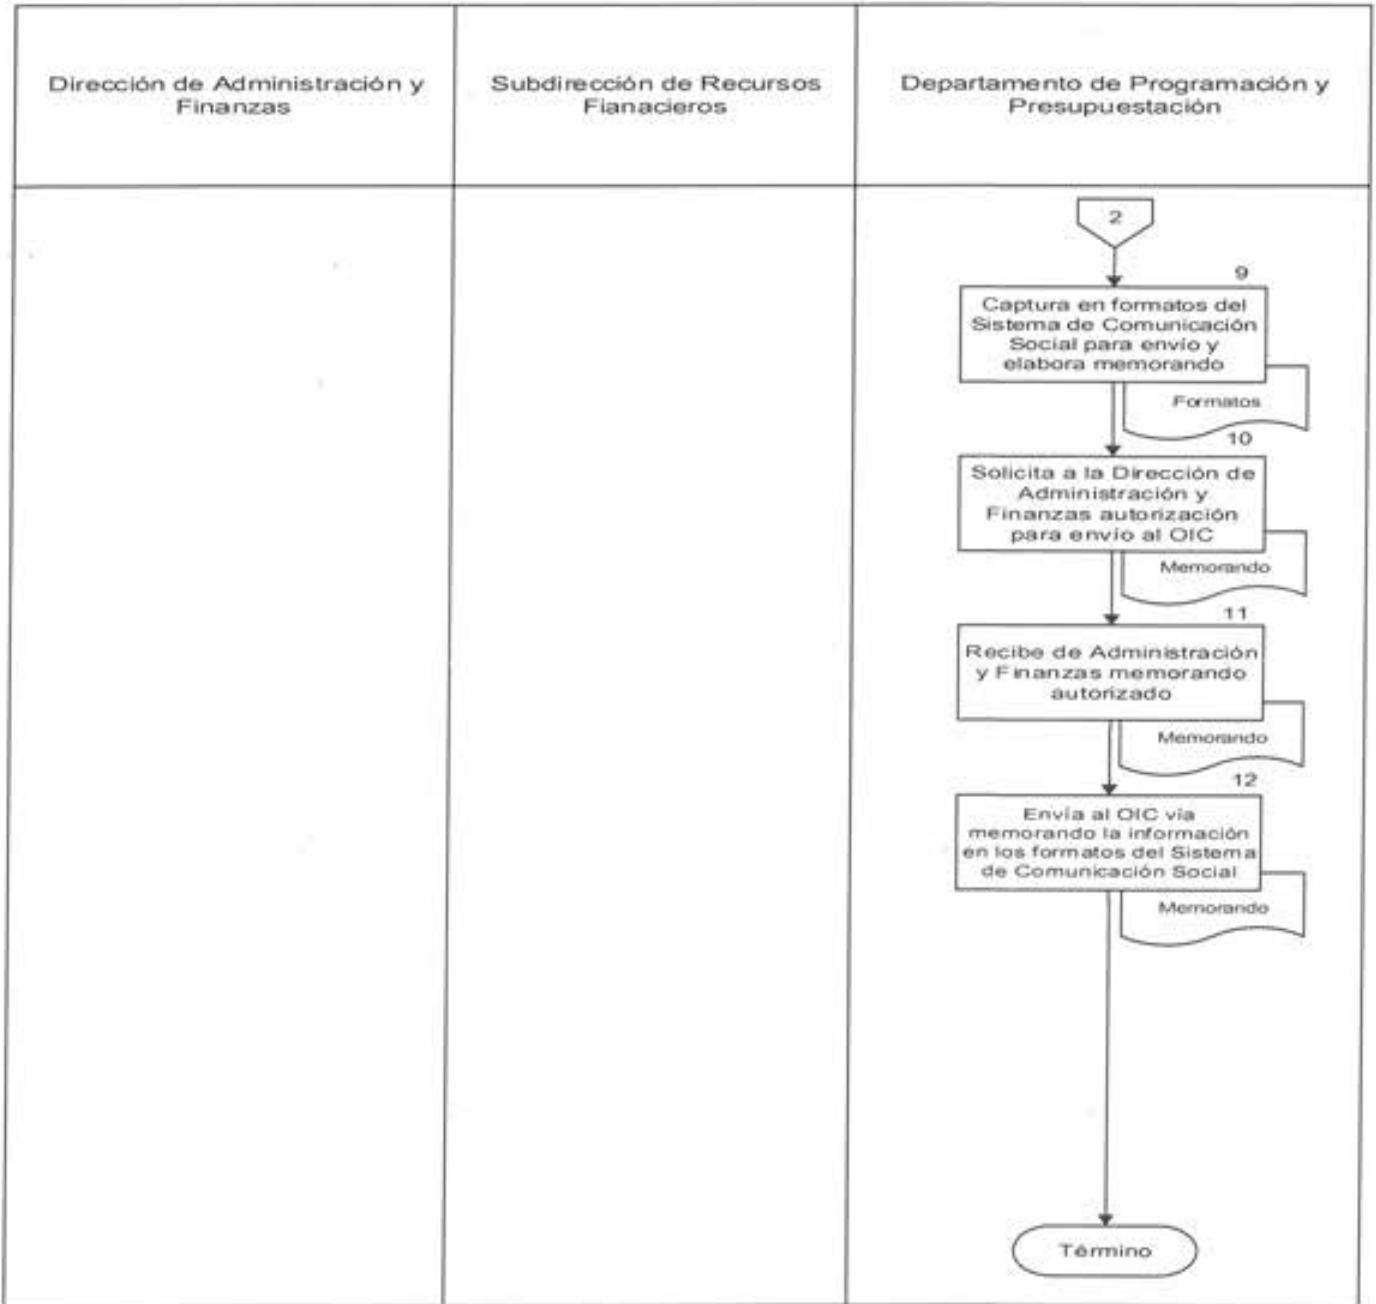 Dirección de Administración y
Finanzas
Subdirección de Recursos
Fianacieros
Departamento de Programación y
Presupuestación
2
9
Captura en formatos del
Sistema de Comunicación
Social para envío y
elabora memorando
Formatos
10
Solicita a la Dirección de
Administración y
Finanzas autorización
para envío al OIC
Memorando
11
Recibe de Administración
y Finanzas memorando
autorizado
Memorando
12
Envía al OIC vía
memorando la información
en los formatos del Sistema
de Comunicación Social
Memorando
Término